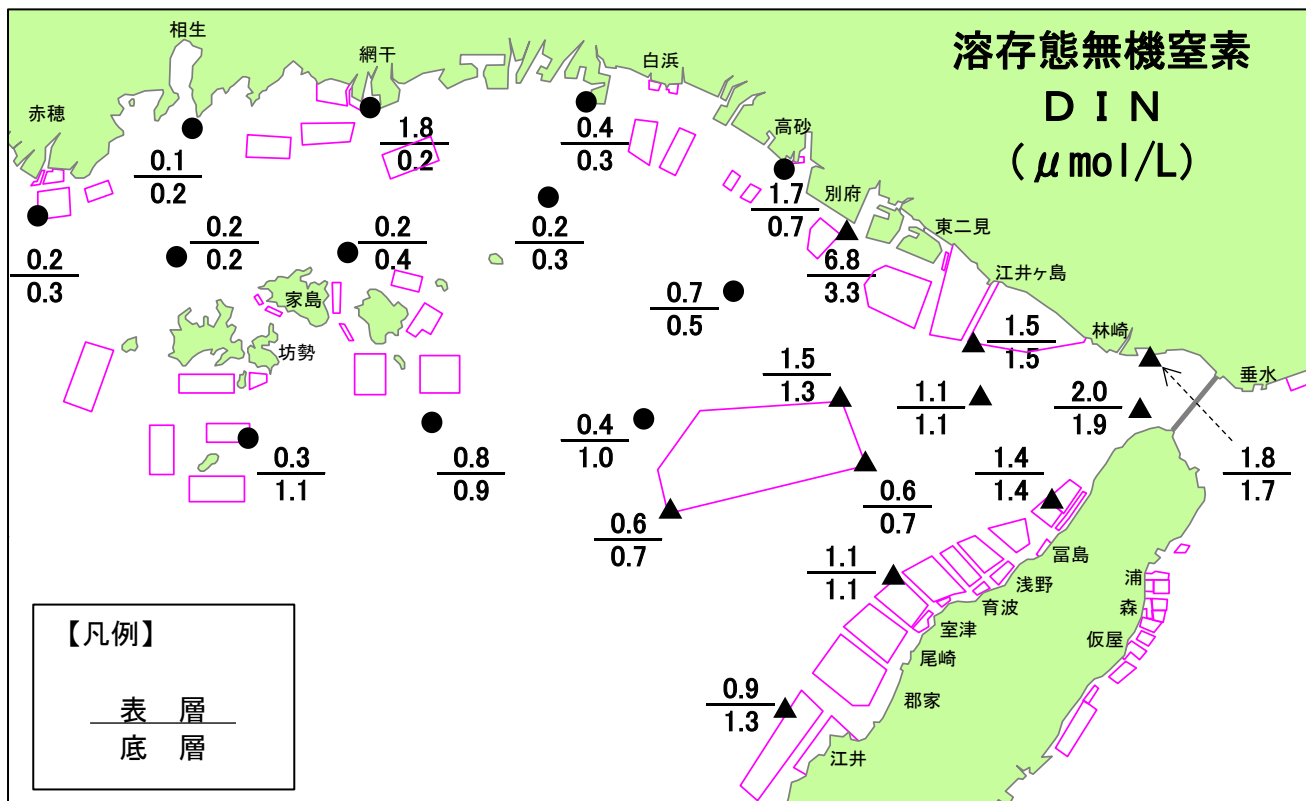 溶存態無機窒素
DIN
(μmol/L)
相生
網干
白浜
赤穂
高砂
別府
東二見
江井ヶ島
林崎
垂水
家島
坊勢
0.1
0.2
1.8
0.2
0.4
0.3
1.7
0.7
0.2
0.3
0.2
0.2
0.2
0.4
0.2
0.3
6.8
3.3
0.7
0.5
1.5
1.5
1.5
1.3
1.1
1.1
2.0
1.9
1.8
1.7
0.3
1.1
0.8
0.9
0.4
1.0
1.4
1.4
0.6
0.7
0.6
0.7
1.1
1.1
0.9
1.3
冨島
浅野
育波
室津
尾崎
郡家
江井
浦
森
仮屋
【凡例】
表 層
底 層